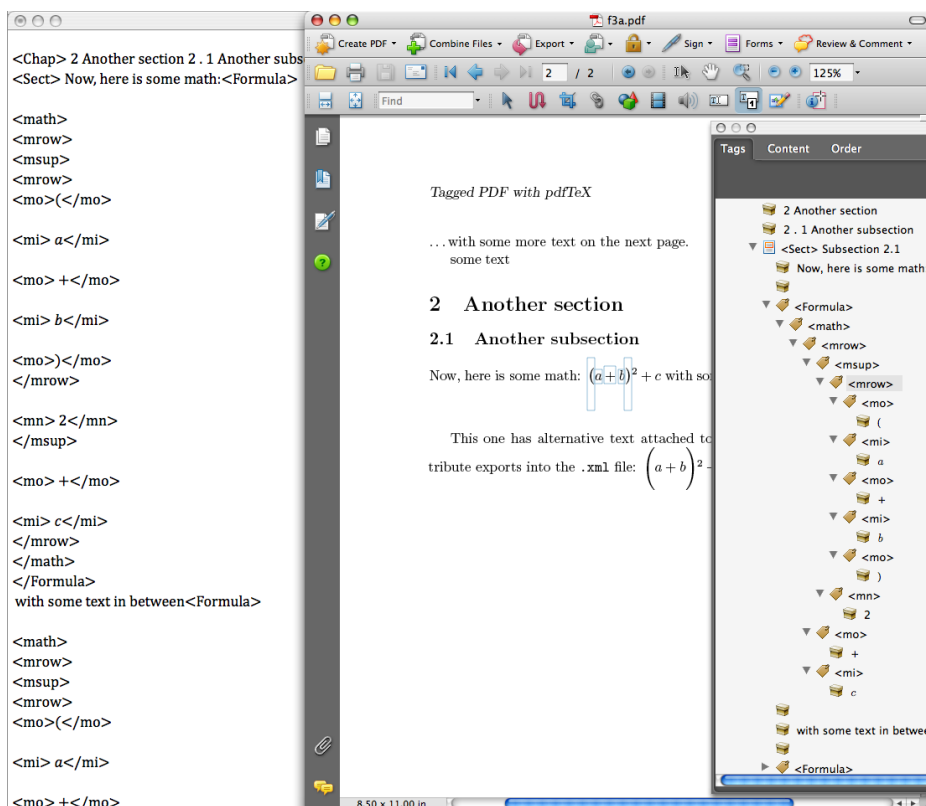 <Chap> 2 Another section 2 . 1 Another subs
<Sect> Now, here is some math:<Formula>
<math>
<mrow>
<msup>
<mrow>
<mo>(</mo>
<mi> a</mi>
<mo> +</mo>
<mi> b</mi>
<mo>)</mo>
</mrow>
<mn> 2</mn>
</msup>
<mo> +</mo>
<mi> c</mi>
</mrow>
</math>
</Formula>
with some text in between<Formula>
<math>
<mrow>
<msup>
<mrow>
<mo>(</mo>
<mi> a</mi>
<mo> +</mo>
f3a.pdf
Create PDF Combine Files Export Sign Forms Review & Comment
2 / 2 125%
Find
Tagged PDF with pdfTeX
. . . with some more text on the next page.
some text
2 Another section
2.1 Another subsection
Now, here is some math: (a + b)² + c with so
This one has alternative text attached to
tribute exports into the .xml file: (a + b)² -
8.50 x 11.00 in
Tags Content Order
2 Another section
2 . 1 Another subsection
<Sect> Subsection 2.1
Now, here is some math
<Formula>
<math>
<mrow>
<msup>
<mrow>
<mo>
(
<mi>
a
<mo>
+
<mi>
b
<mo>
)
<mn>
2
<mo>
+
<mi>
c
with some text in betwee
<Formula>